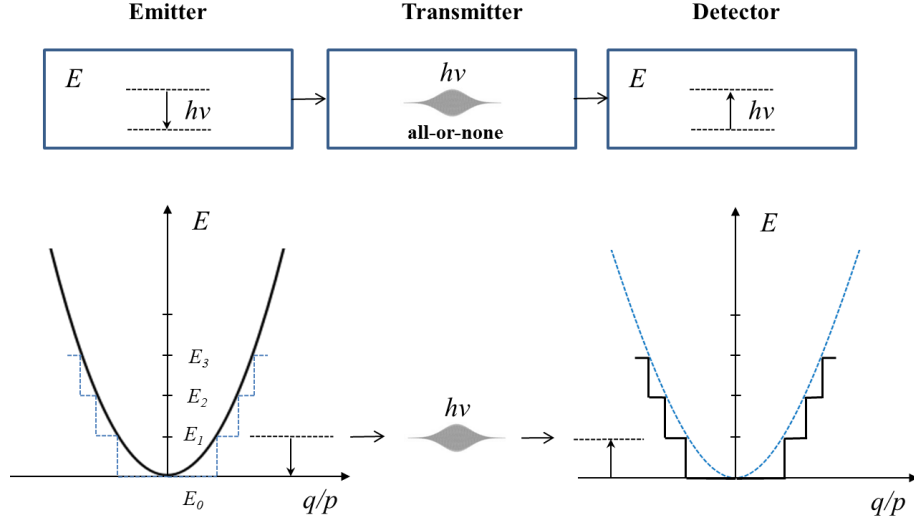 Emitter
Transmitter
Detector
E
hν
hν
all-or-none
E
hν
E
E
E3
E2
E1
E0
q/p
hν
q/p